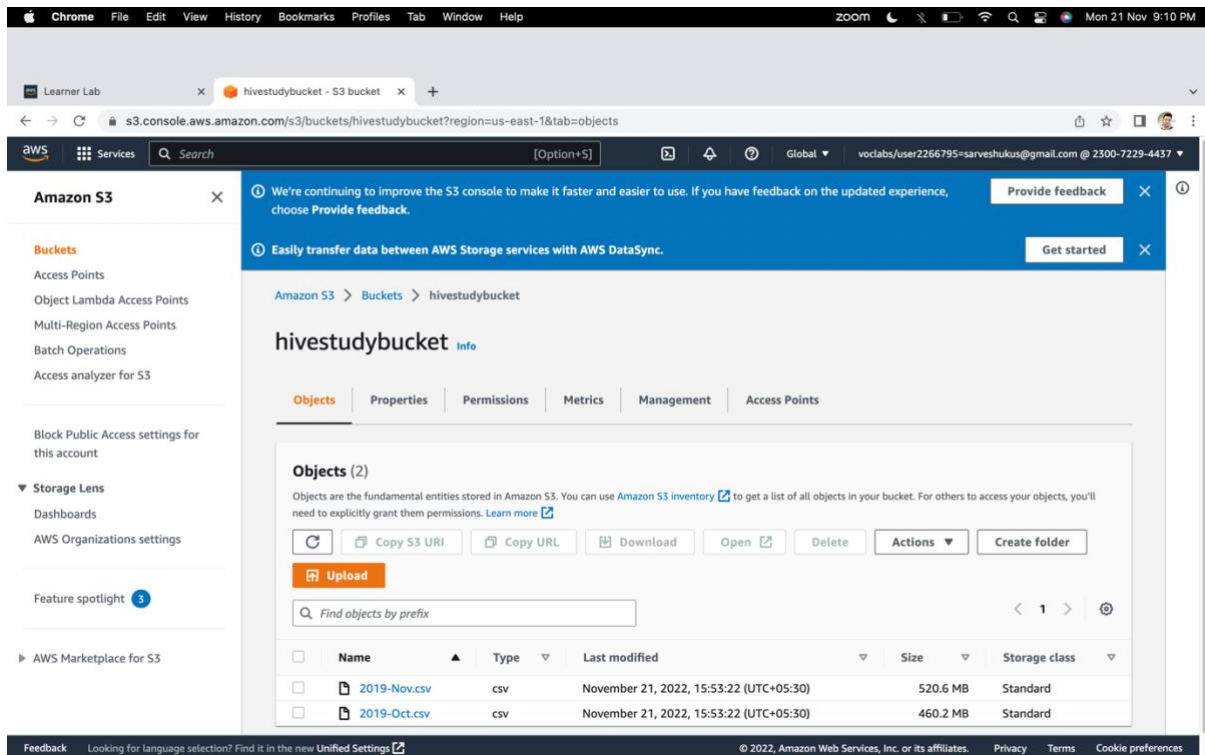 Chrome File Edit View History Bookmarks Profiles Tab Window Help zoom Mon 21 Nov 9:10 PM
Learner Lab hivestudybucket - S3 bucket
s3.console.aws.amazon.com/s3/buckets/hivestudybucket?region=us-east-1&tab=objects
aws Services Search [Option+S] Global voclabs/user2266795=sarveshukus@gmail.com @ 2300-7229-4437
Amazon S3
Buckets
Access Points
Object Lambda Access Points
Multi-Region Access Points
Batch Operations
Access analyzer for S3
Block Public Access settings for
this account
Storage Lens
Dashboards
AWS Organizations settings
Feature spotlight 3
AWS Marketplace for S3
We're continuing to improve the S3 console to make it faster and easier to use. If you have feedback on the updated experience,
choose Provide feedback.
Provide feedback
Easily transfer data between AWS Storage services with AWS DataSync.
Get started
Amazon S3 > Buckets > hivestudybucket
hivestudybucket Info
Objects Properties Permissions Metrics Management Access Points
Objects (2)
Objects are the fundamental entities stored in Amazon S3. You can use Amazon S3 inventory to get a list of all objects in your bucket. For others to access your objects, you'll
need to explicitly grant them permissions. Learn more
Copy S3 URI Copy URL Download Open Delete Actions Create folder
Upload
Find objects by prefix
1
Name Type Last modified Size Storage class
2019-Nov.csv csv November 21, 2022, 15:53:22 (UTC+05:30) 520.6 MB Standard
2019-Oct.csv csv November 21, 2022, 15:53:22 (UTC+05:30) 460.2 MB Standard
Feedback Looking for language selection? Find it in the new Unified Settings © 2022, Amazon Web Services, Inc. or its affiliates. Privacy Terms Cookie preferences